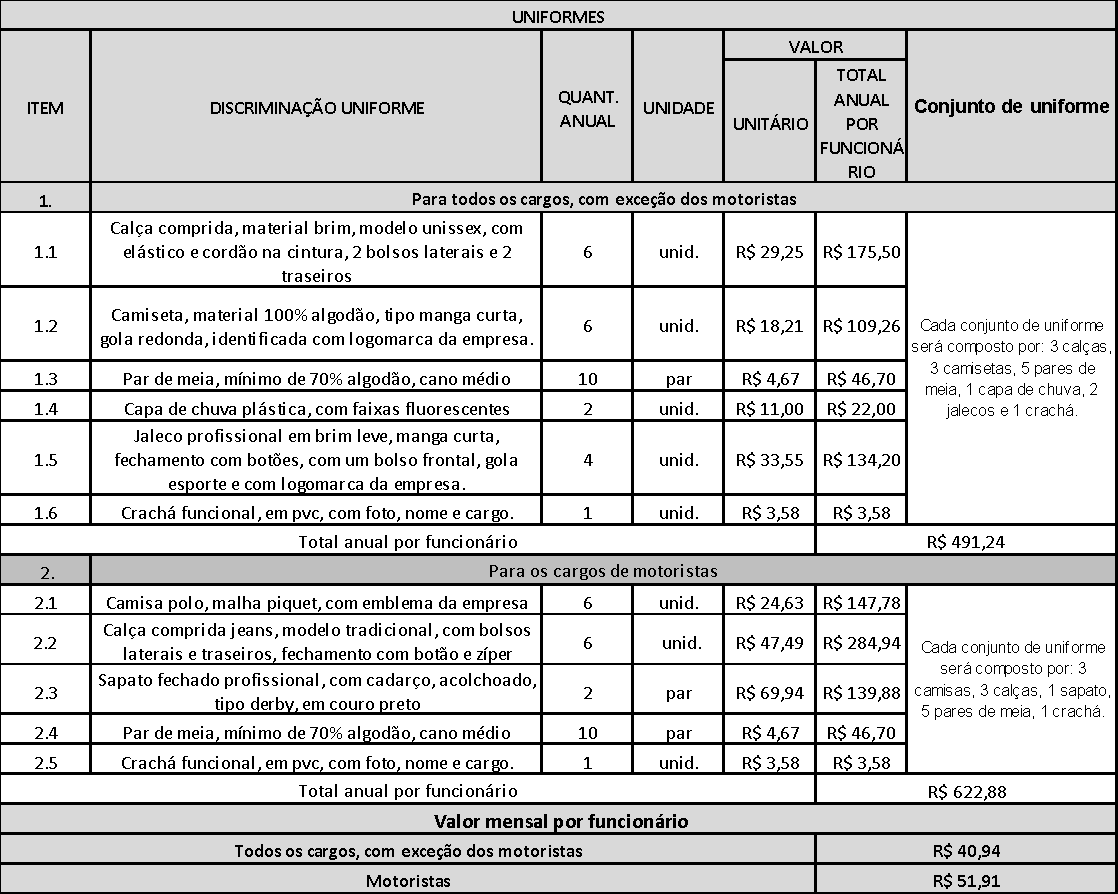 UNIFORMES
ITEM
DISCRIMINAÇÃO UNIFORME
QUANT.
ANUAL
UNIDADE
VALOR
UNITÁRIO
TOTAL
ANUAL
POR
FUNCIONÁ
RIO
Conjunto de uniforme
1.
Para todos os cargos, com exceção dos motoristas
1.1
Calça comprida, material brim, modelo unissex, com
elástico e cordão na cintura, 2 bolsos laterais e 2
traseiros
6
unid.
R$ 29,25
R$ 175,50
1.2
Camiseta, material 100% algodão, tipo manga curta,
gola redonda, identificada com logomarca da empresa.
6
unid.
R$ 18,21
R$ 109,26
1.3
Par de meia, mínimo de 70% algodão, cano médio
10
par
R$ 4,67
R$ 46,70
1.4
Capa de chuva plástica, com faixas fluorescentes
2
unid.
R$ 11,00
R$ 22,00
1.5
Jaleco profissional em brim leve, manga curta,
fechamento com botões, com um bolso frontal, gola
esporte e com logomarca da empresa.
4
unid.
R$ 33,55
R$ 134,20
1.6
Crachá funcional, em pvc, com foto, nome e cargo.
1
unid.
R$ 3,58
R$ 3,58
Cada conjunto de uniforme
será composto por: 3 calças,
3 camisetas, 5 pares de
meia, 1 capa de chuva, 2
jalecos e 1 crachá.
Total anual por funcionário
R$ 491,24
2.
Para os cargos de motoristas
2.1
Camisa polo, malha piquet, com emblema da empresa
6
unid.
R$ 24,63
R$ 147,78
2.2
Calça comprida jeans, modelo tradicional, com bolsos
laterais e traseiros, fechamento com botão e zíper
6
unid.
R$ 47,49
R$ 284,94
2.3
Sapato fechado profissional, com cadarço, acolchoado,
tipo derby, em couro preto
2
par
R$ 69,94
R$ 139,88
2.4
Par de meia, mínimo de 70% algodão, cano médio
10
par
R$ 4,67
R$ 46,70
2.5
Crachá funcional, em pvc, com foto, nome e cargo.
1
unid.
R$ 3,58
R$ 3,58
Cada conjunto de uniforme
será composto por: 3
camisas, 3 calças, 1 sapato,
5 pares de meia, 1 crachá.
Total anual por funcionário
R$ 622,88
Valor mensal por funcionário
Todos os cargos, com exceção dos motoristas
R$ 40,94
Motoristas
R$ 51,91